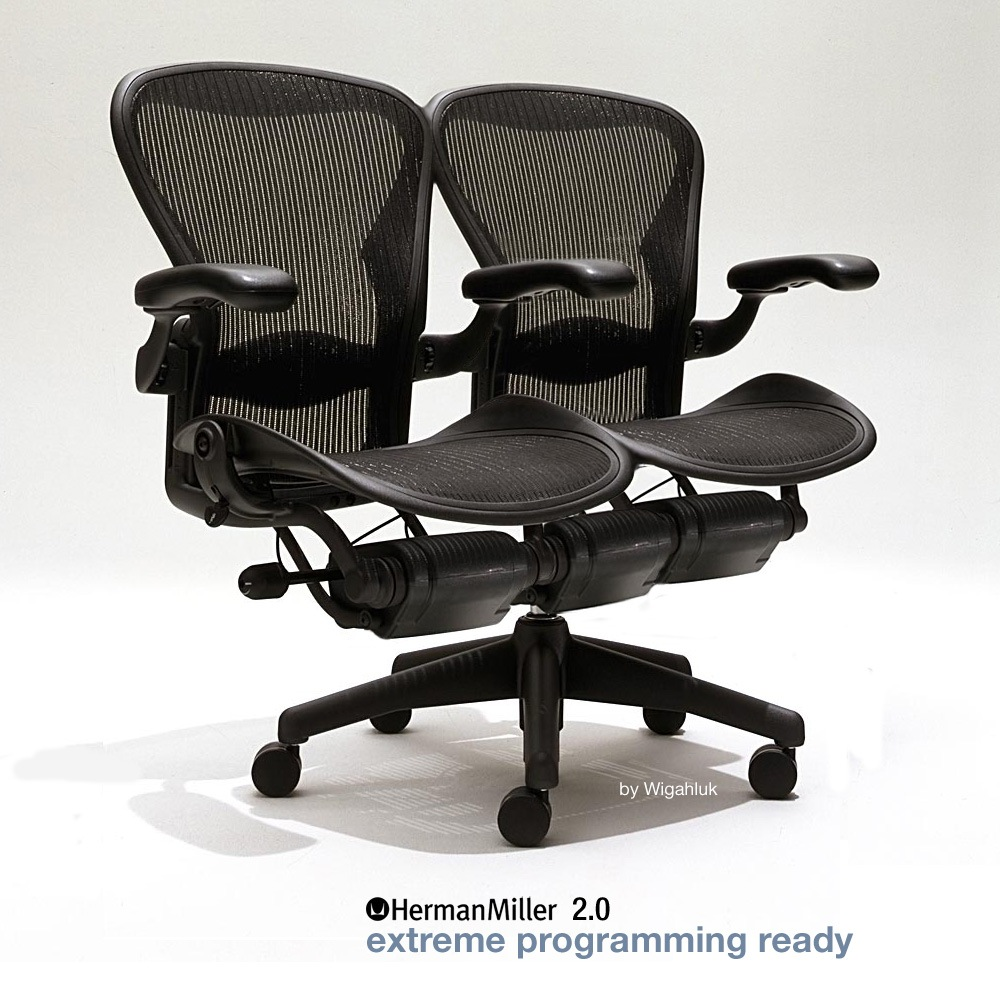 by Wigahluk
HermanMiller 2.0
extreme programming ready